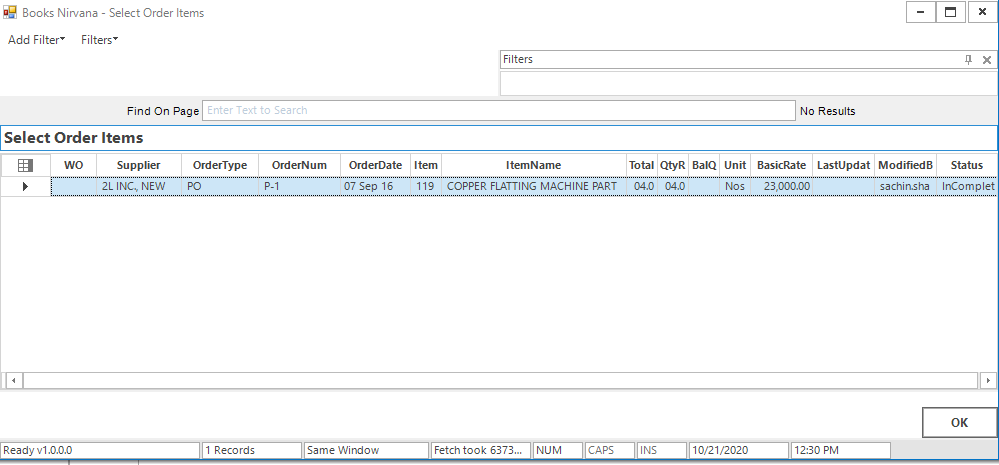 Books Nirvana - Select Order Items
Add Filter Filters
Filters
Find On Page Enter Text to Search No Results
Select Order Items
WO Supplier OrderType OrderNum OrderDate Item ItemName Total QtyR BalQ Unit BasicRate LastUpdat ModifiedB Status
2L INC., NEW PO P-1 07 Sep 16 119 COPPER FLATTING MACHINE PART 04.0 04.0 Nos 23,000.00 sachin.sha InComplet
OK
Ready v1.0.0.0 1 Records Same Window Fetch took 6373... NUM CAPS INS 10/21/2020 12:30 PM